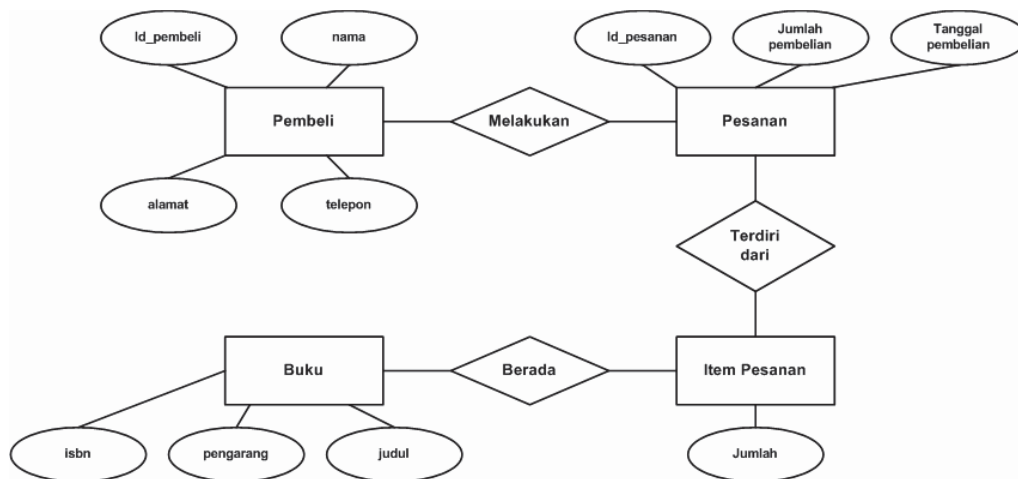 Id_pembeli
nama
Id_pesanan
Jumlah
pembelian
Tanggal
pembelian
Pembeli
Melakukan
Pesanan
alamat
telepon
Terdiri
dari
Buku
Berada
Item Pesanan
isbn
pengarang
judul
Jumlah